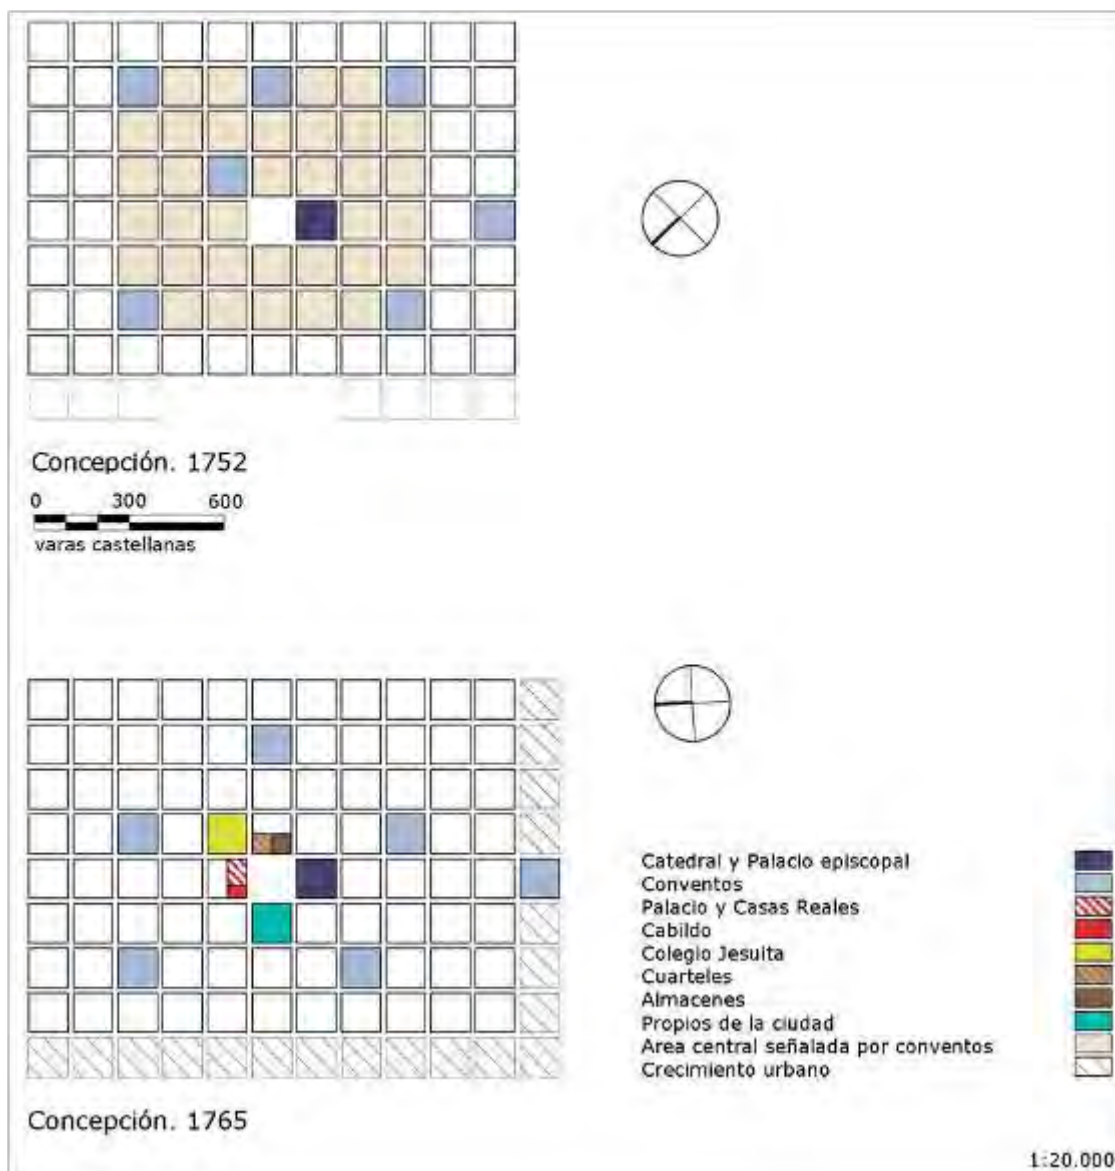 Concepción. 1752
0 300 600
varas castellanas
Catedral y Palacio episcopal
Conventos
Palacio y Casas Reales
Cabildo
Colegio Jesuita
Cuarteles
Almacenes
Propios de la ciudad
Area central señalada por conventos
Crecimiento urbano
Concepción. 1765
1:20.000